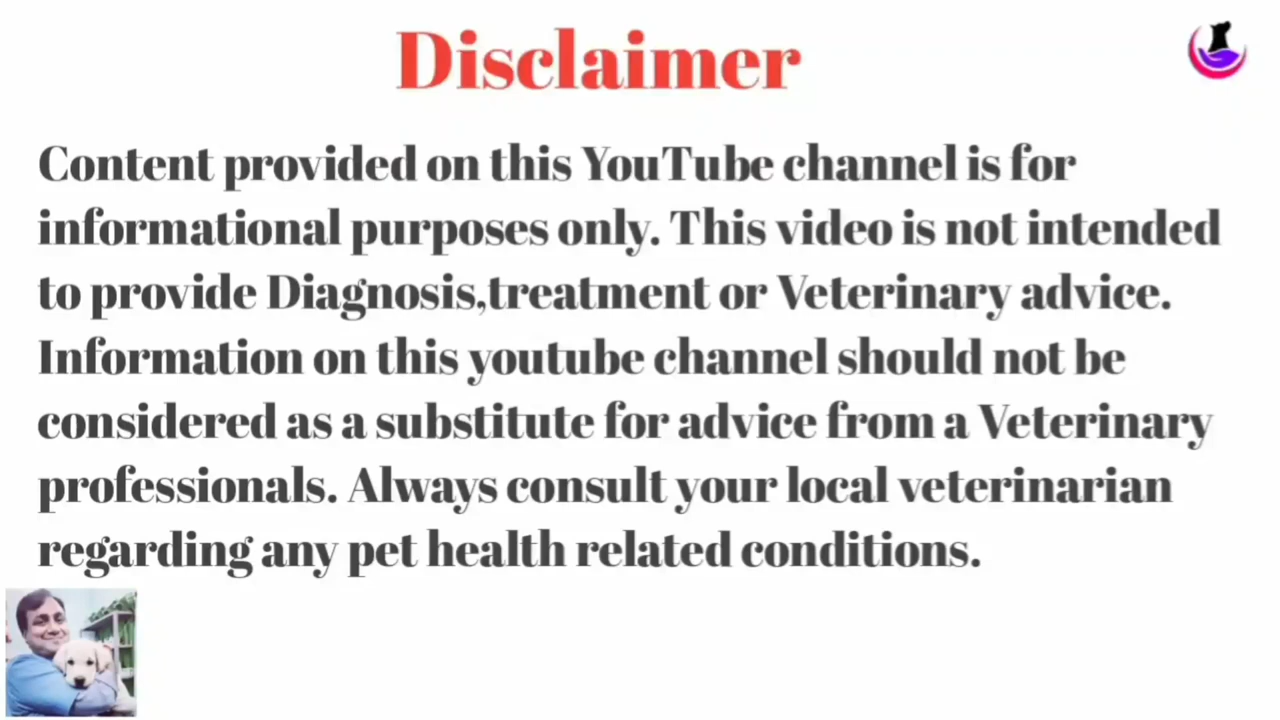 Disclaimer
Content provided on this YouTube channel is for
informational purposes only. This video is not intended
to provide Diagnosis,treatment or Veterinary advice.
Information on this youtube channel should not be
considered as a substitute for advice from a Veterinary
professionals. Always consult your local veterinarian
regarding any pet health related conditions.